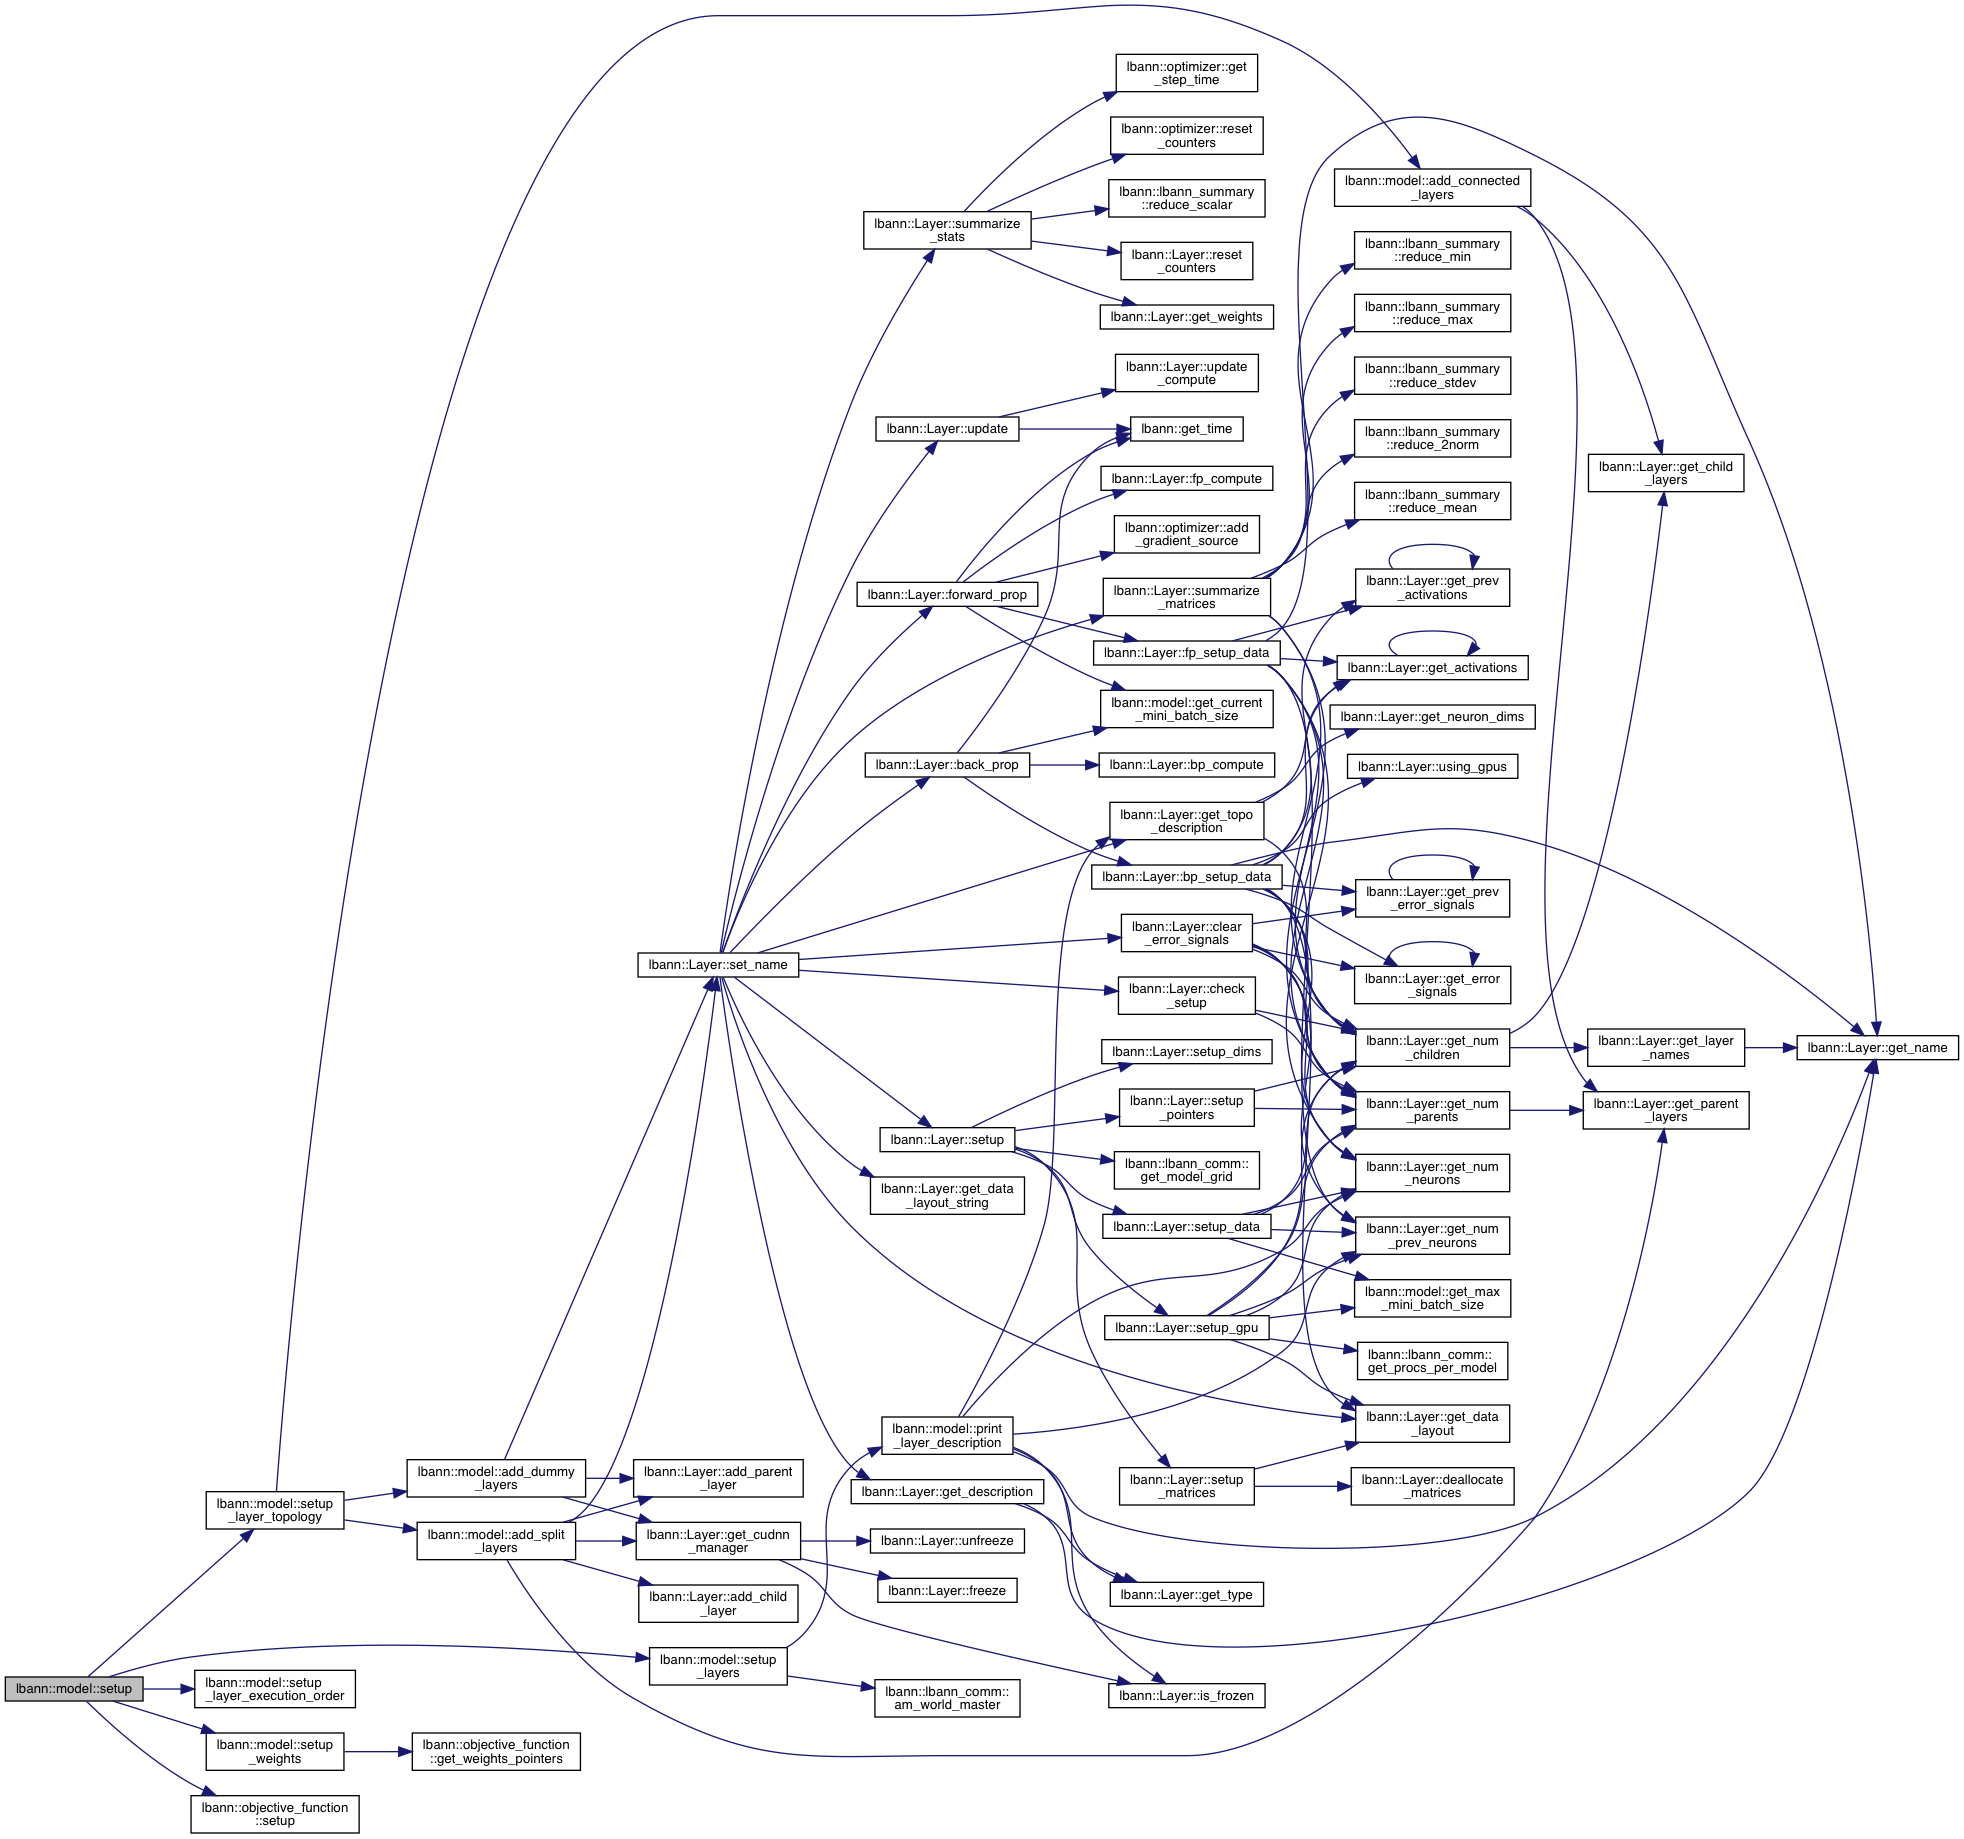 lbann::model::setup
lbann::model::setup
_layer_topology
lbann::model::setup
_layer_execution_order
lbann::model::setup
_weights
lbann::objective_function
::setup
lbann::model::add_dummy
_layers
lbann::model::add_split
_layers
lbann::objective_function
::get_weights_pointers
lbann::Layer::set_name
lbann::Layer::add_parent
_layer
lbann::Layer::get_cudnn
_manager
lbann::Layer::add_child
_layer
lbann::model::setup
_layers
lbann::Layer::summarize
_stats
lbann::Layer::update
lbann::Layer::forward_prop
lbann::Layer::back_prop
lbann::Layer::setup
lbann::Layer::get_data
_layout_string
lbann::model::print
_layer_description
lbann::Layer::get_description
lbann::Layer::unfreeze
lbann::Layer::freeze
lbann::lbann_comm::
am_world_master
lbann::optimizer::get
_step_time
lbann::optimizer::reset
_counters
lbann::lbann_summary
::reduce_scalar
lbann::Layer::reset
_counters
lbann::Layer::get_weights
lbann::Layer::update
_compute
lbann::get_time
lbann::Layer::fp_compute
lbann::optimizer::add
_gradient_source
lbann::Layer::summarize
_matrices
lbann::Layer::fp_setup_data
lbann::model::get_current
_mini_batch_size
lbann::Layer::bp_compute
lbann::Layer::get_topo
_description
lbann::Layer::bp_setup_data
lbann::Layer::clear
_error_signals
lbann::Layer::check
_setup
lbann::Layer::setup_dims
lbann::Layer::setup
_pointers
lbann::lbann_comm::
get_model_grid
lbann::Layer::setup_data
lbann::Layer::setup_gpu
lbann::Layer::setup
_matrices
lbann::Layer::get_type
lbann::Layer::is_frozen
lbann::model::add_connected
_layers
lbann::lbann_summary
::reduce_min
lbann::lbann_summary
::reduce_max
lbann::lbann_summary
::reduce_stdev
lbann::lbann_summary
::reduce_2norm
lbann::lbann_summary
::reduce_mean
lbann::Layer::get_prev
_activations
lbann::Layer::get_activations
lbann::Layer::get_neuron_dims
lbann::Layer::using_gpus
lbann::Layer::get_prev
_error_signals
lbann::Layer::get_error
_signals
lbann::Layer::get_num
_children
lbann::Layer::get_num
_parents
lbann::Layer::get_num
_neurons
lbann::Layer::get_num
_prev_neurons
lbann::model::get_max
_mini_batch_size
lbann::lbann_comm::
get_procs_per_model
lbann::Layer::get_data
_layout
lbann::Layer::deallocate
_matrices
lbann::Layer::get_child
_layers
lbann::Layer::get_layer
_names
lbann::Layer::get_parent
_layers
lbann::Layer::get_name